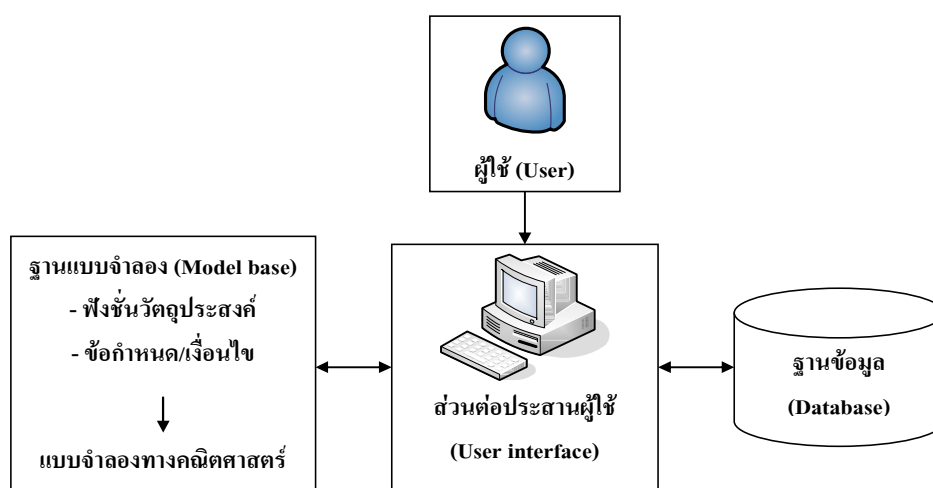 ผู้ใช้ (User)
ฐานแบบจำลอง (Model base)
- ฟังชั่นวัตถุประสงค์
- ข้อกำหนด/เงื่อนไข
แบบจำลองทางคณิตศาสตร์
ส่วนต่อประสานผู้ใช้
(User interface)
ฐานข้อมูล
(Database)